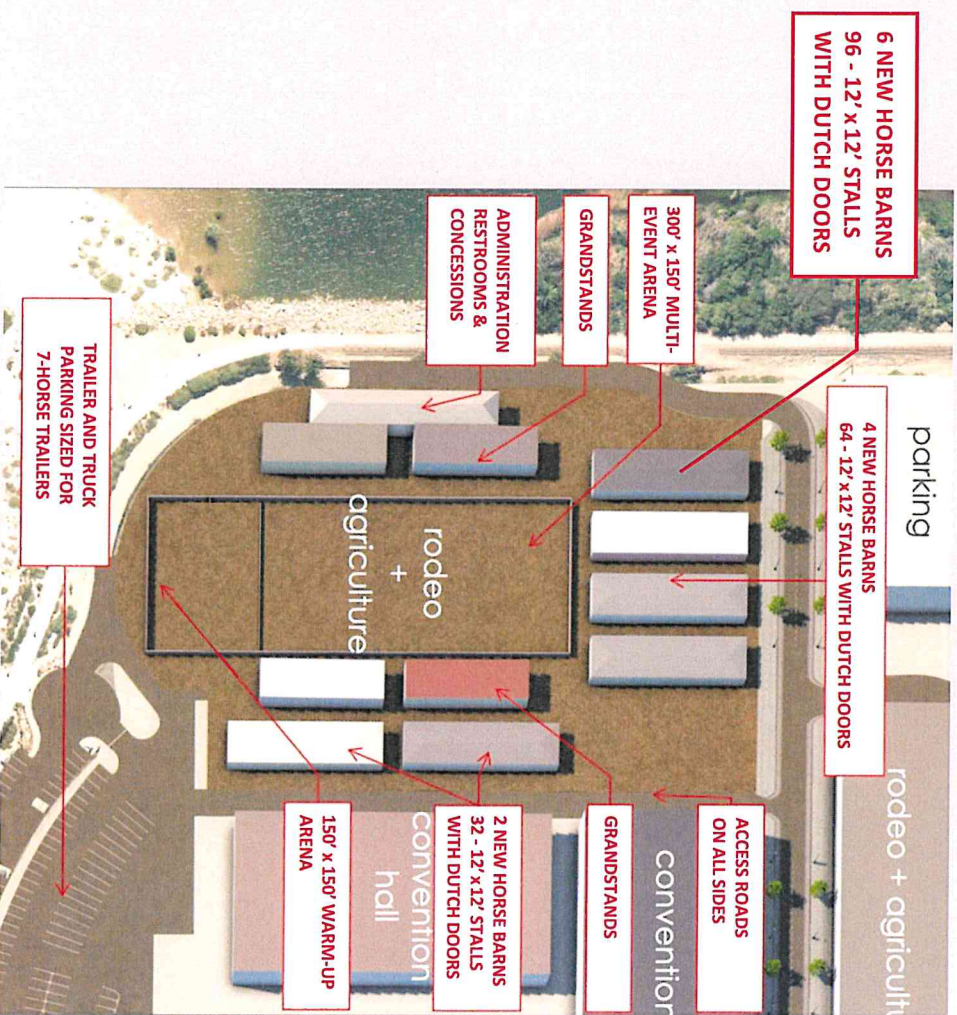 parking
rodeo + agricultu
6 NEW HORSE BARNS
96 - 12' x 12' STALLS
WITH DUTCH DOORS
4 NEW HORSE BARNS
64 - 12' x 12' STALLS WITH DUTCH DOORS
300' x 150' MULTI-
EVENT ARENA
GRANDSTANDS
ADMINISTRATION
RESTROOMS &
CONCESSIONS
rodeo
+
agriculture
ACCESS ROADS
ON ALL SIDES
convention
GRANDSTANDS
2 NEW HORSE BARNS
32 - 12' x 12' STALLS
WITH DUTCH DOORS
convention
hall
150' x 150' WARM-UP
ARENA
TRAILER AND TRUCK
PARKING SIZED FOR
7-HORSE TRAILERS